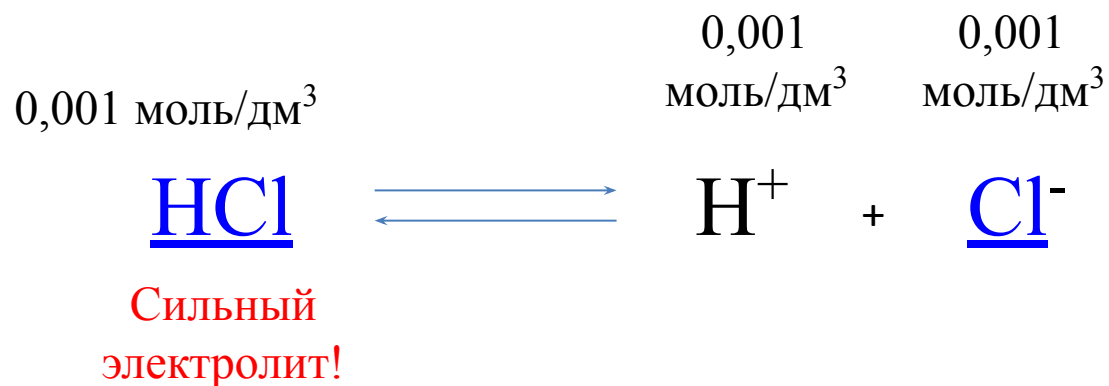 0,001 моль/дм³
0,001 моль/дм³
0,001 моль/дм³
HCl
H⁺ + Cl⁻
Сильный
электролит!